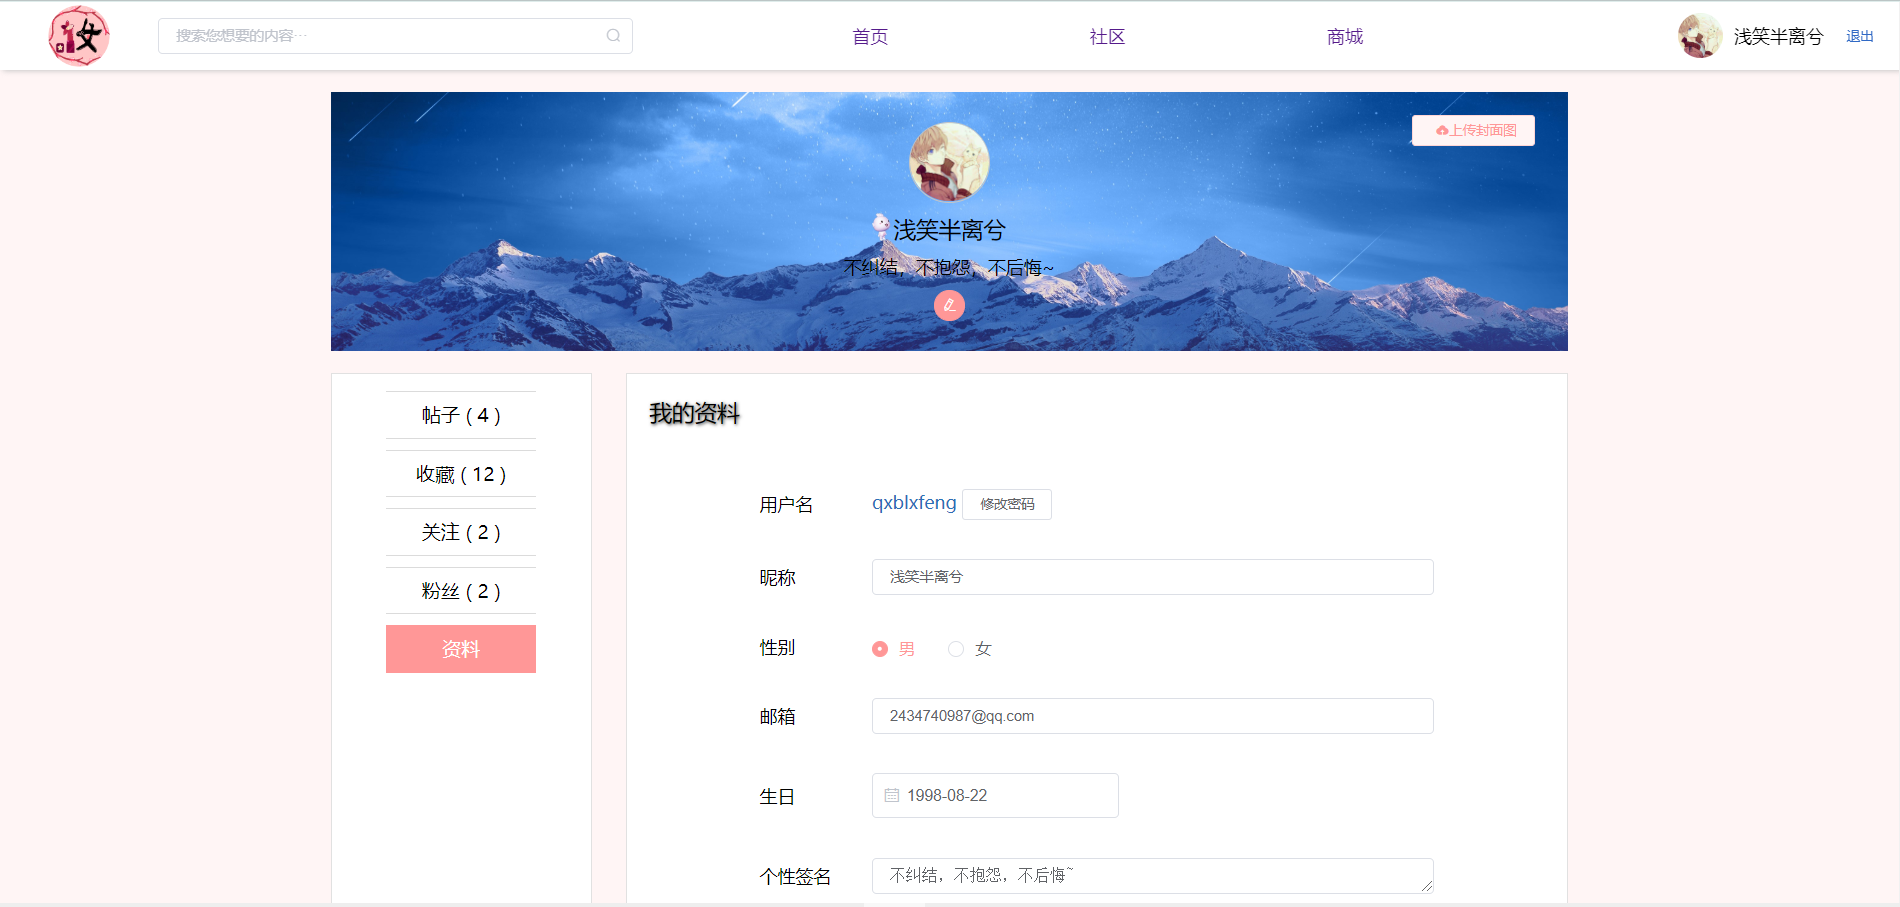 女
搜索您想要的内容…
首页
社区
商城
浅笑半离兮
退出
上传封面图
浅笑半离兮
不纠结，不抱怨，不后悔~
帖子 ( 4 )
收藏 ( 12 )
关注 ( 2 )
粉丝 ( 2 )
资料
我的资料
用户名 qxblxfeng 修改密码
昵称 浅笑半离兮
性别 男 女
邮箱 2434740987@qq.com
生日 1998-08-22
个性签名 不纠结，不抱怨，不后悔~